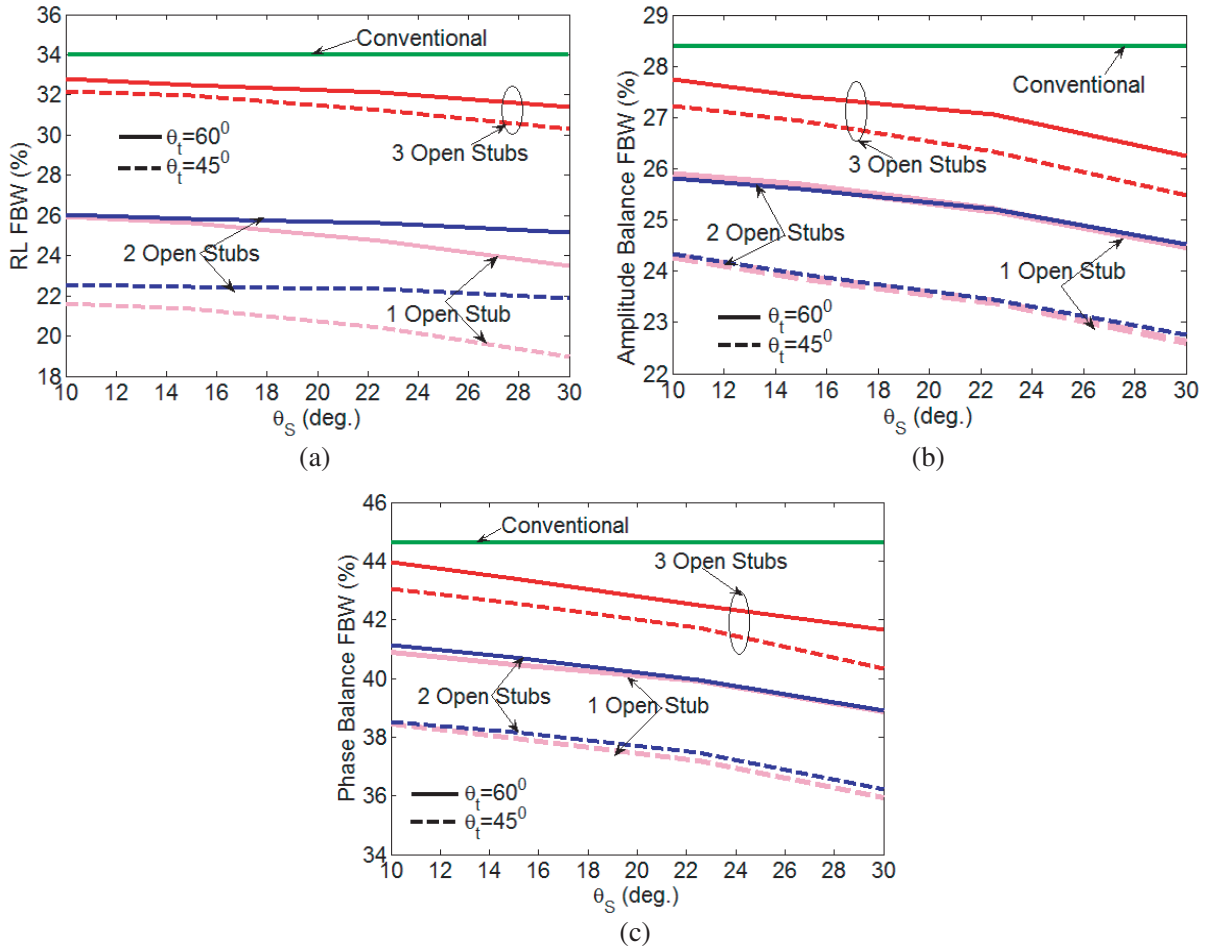 36
34
32
30
28
26
24
22
20
18
RL FBW (%)
Conventional
θt=60⁰
θt=45⁰
3 Open Stubs
2 Open Stubs
1 Open Stub
10 12 14 16 18 20 22 24 26 28 30
θS (deg.)
(a)
29
28
27
26
25
24
23
22
Amplitude Balance FBW (%)
Conventional
3 Open Stubs
2 Open Stubs
1 Open Stub
θt=60⁰
θt=45⁰
10 12 14 16 18 20 22 24 26 28 30
θS (deg.)
(b)
46
44
42
40
38
36
34
Phase Balance FBW (%)
Conventional
3 Open Stubs
2 Open Stubs
1 Open Stub
θt=60⁰
θt=45⁰
10 12 14 16 18 20 22 24 26 28 30
θS (deg.)
(c)